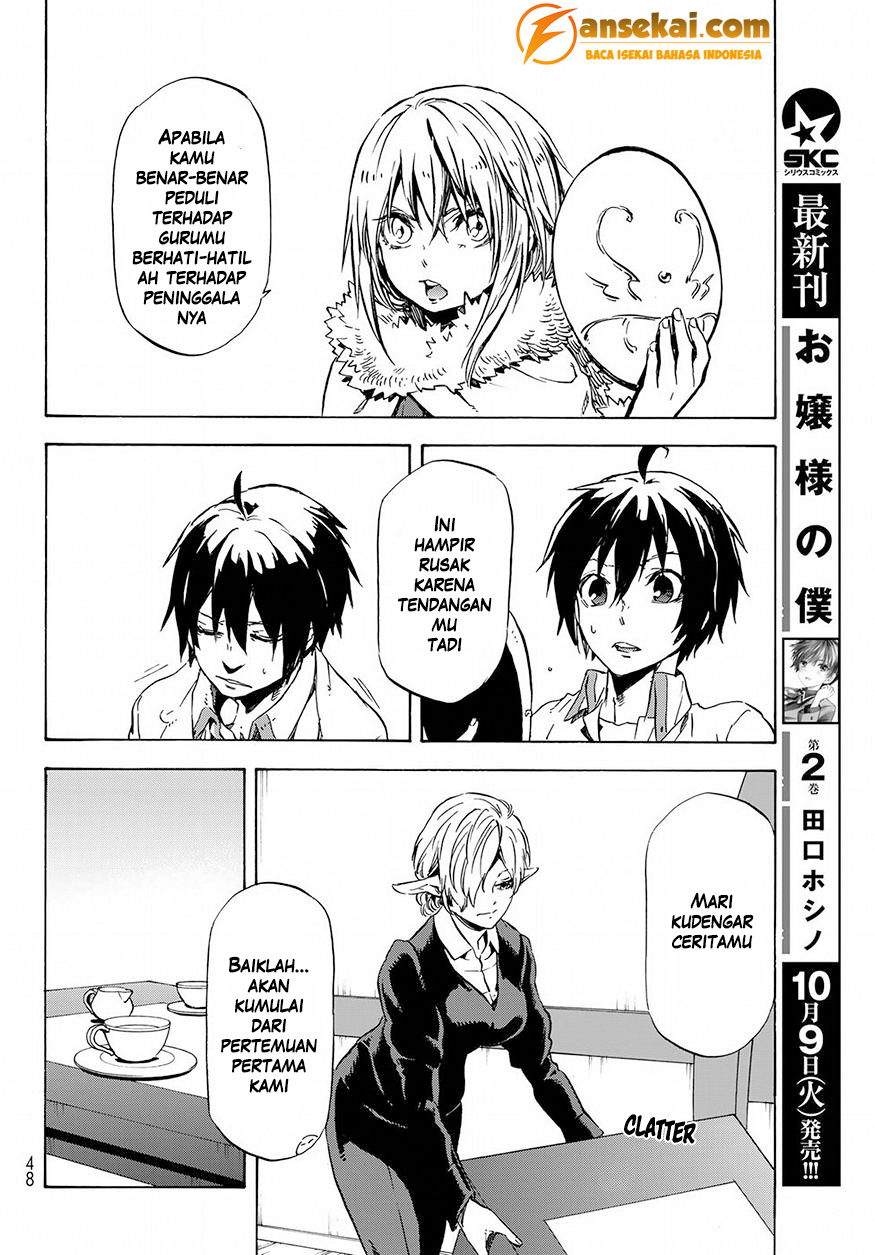 ansekai.com
BACA ISEKAI BAHASA INDONESIA
APABILA
KAMU
BENAR-BENAR
PEDULI
TERHADAP
GURUMU
BERHATI-HATIL
AH TERHADAP
PENINGGALA
NYA
INI
HAMPIR
RUSAK
KARENA
TENDANGAN
MU
TADI
MARI
KUDENGAR
CERITAMU
BAIKLAH...
AKAN
KUMULAI
DARI
PERTEMUAN
PERTAMA
KAMI
CLATTER
48
SKC
シリウスコミックス
最新刊
お嬢様の僕
第2巻
田口ホシノ
10月9日(火)発売!!!